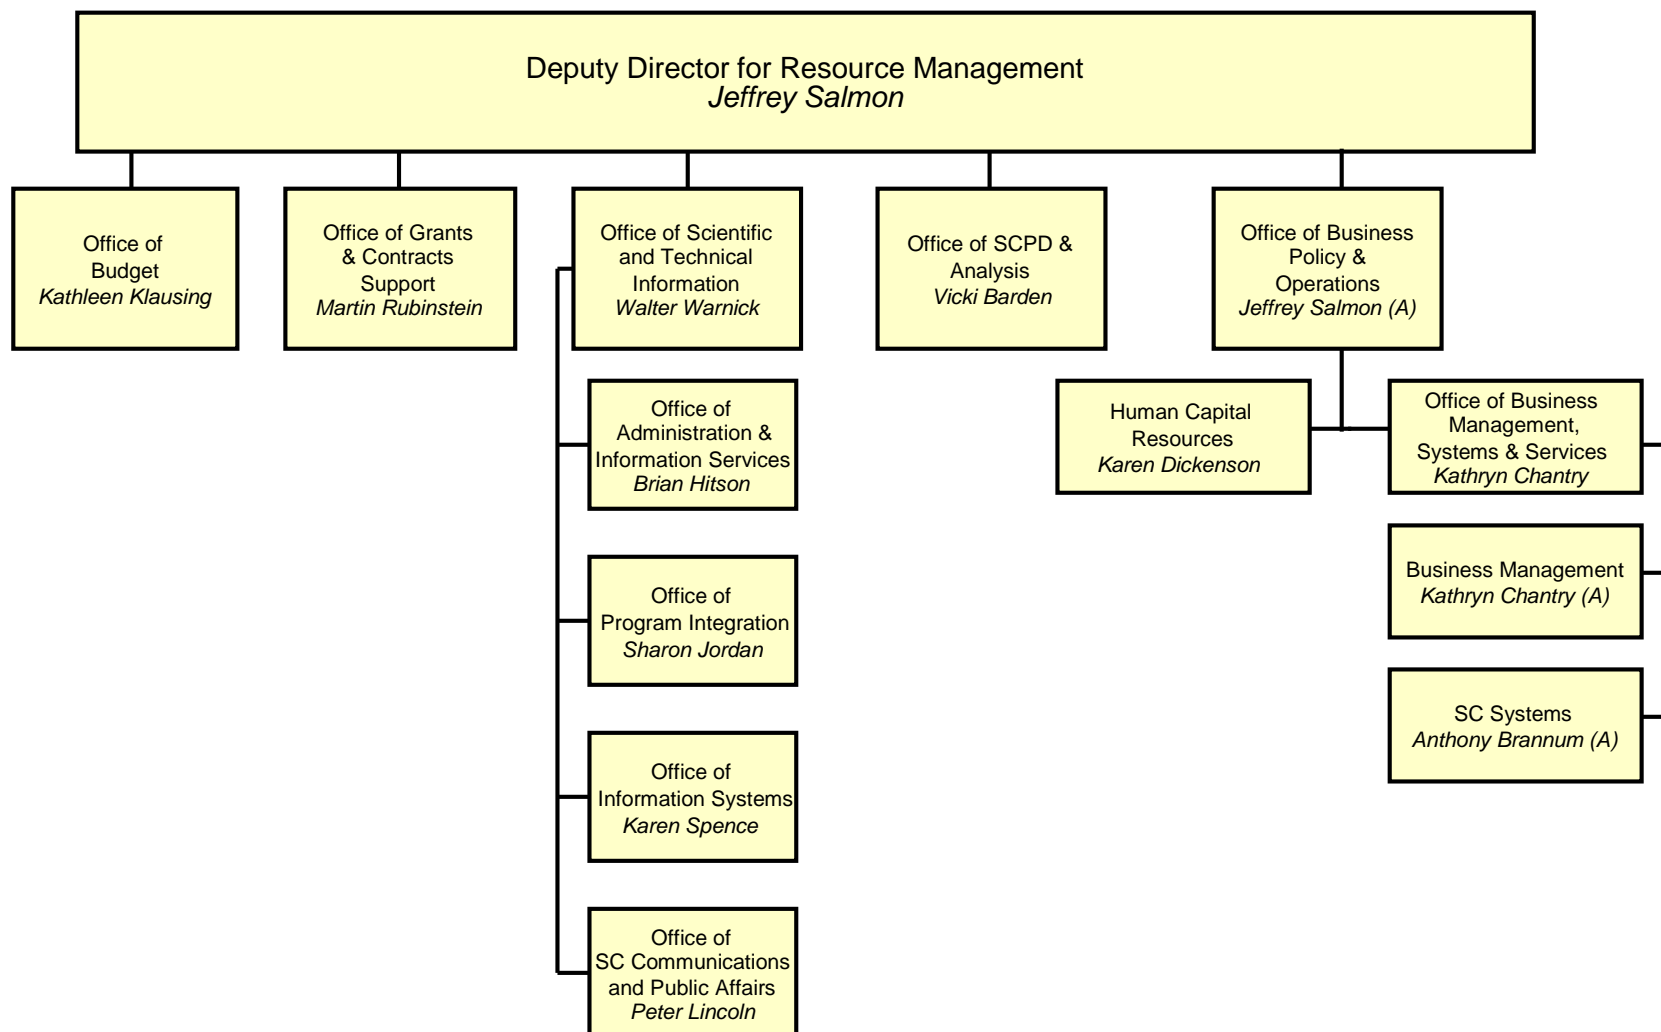 Deputy Director for Resource Management
Jeffrey Salmon
Office of
Budget
Kathleen Klausing
Office of Grants
& Contracts
Support
Martin Rubinstein
Office of Scientific
and Technical
Information
Walter Warnick
Office of SCPD &
Analysis
Vicki Barden
Office of Business
Policy &
Operations
Jeffrey Salmon (A)
Office of
Administration &
Information Services
Brian Hitson
Office of
Program Integration
Sharon Jordan
Office of
Information Systems
Karen Spence
Office of
SC Communications
and Public Affairs
Peter Lincoln
Human Capital
Resources
Karen Dickenson
Office of Business
Management,
Systems & Services
Kathryn Chantry
Business Management
Kathryn Chantry (A)
SC Systems
Anthony Brannum (A)